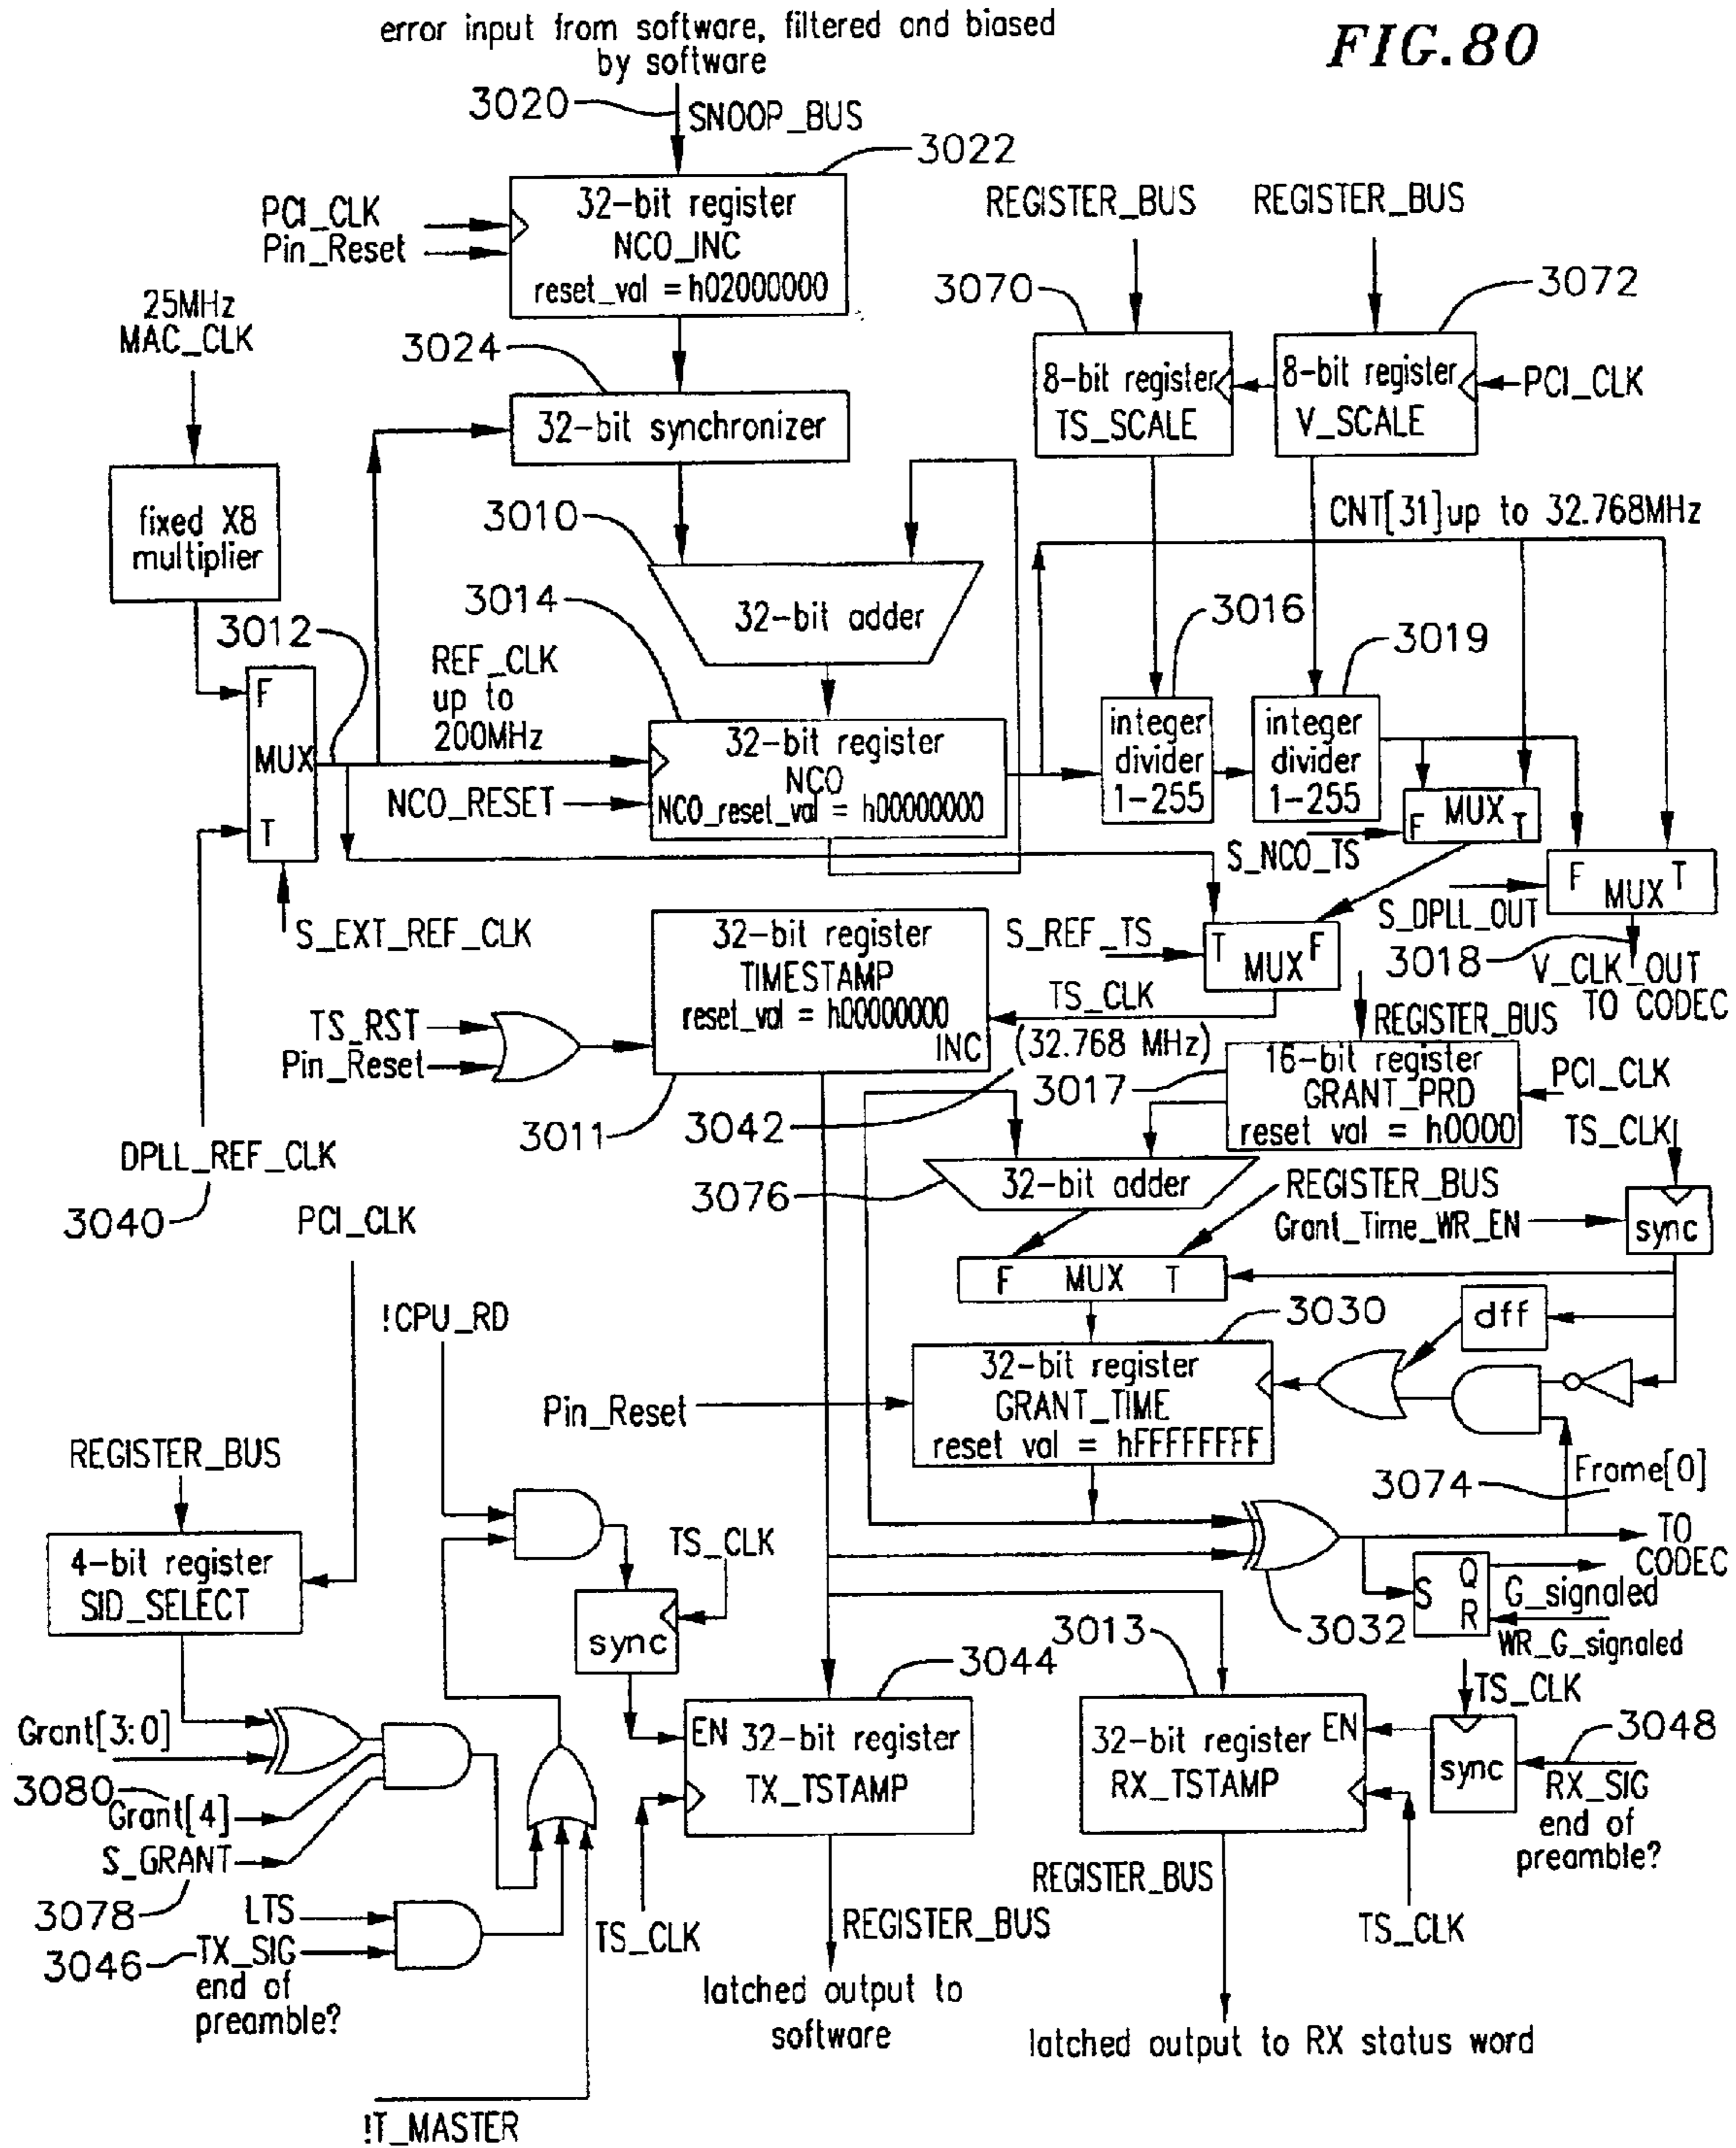 error input from software, filtered and biased
by software
FIG.80
3020
SNOOP_BUS
3022
32-bit register
NCO_INC
reset_val = h02000000
PCI_CLK
Pin_Reset
REGISTER_BUS
REGISTER_BUS
3070
3072
25MHz
MAC_CLK
3024
32-bit synchronizer
8-bit register
TS_SCALE
8-bit register
V_SCALE
PCI_CLK
fixed X8
multiplier
3010
CNT[31]up to 32.768MHz
32-bit adder
3014
3012
3016
3019
REF_CLK
up to
200MHz
F
MUX
T
32-bit register
NCO
NCO_reset_val = h00000000
NCO_RESET
integer
divider
1-255
integer
divider
1-255
F MUX T
S_NCO_TS
F MUX T
S_DPLL_OUT
S_EXT_REF_CLK
32-bit register
TIMESTAMP
reset_val = h00000000
INC
S_REF_TS
T MUX F
3018
V_CLK_OUT
TO CODEC
TS_CLK
(32.768 MHz)
TS_RST
Pin_Reset
3011
3042
REGISTER_BUS
3017
16-bit register
GRANT_PRD
reset val = h0000
PCI_CLK
TS_CLK
DPLL_REF_CLK
3040
PCI_CLK
32-bit adder
3076
REGISTER_BUS
Grant_Time_WR_EN
sync
F MUX T
!CPU_RD
3030
dff
32-bit register
GRANT_TIME
reset val = hFFFFFFFF
Pin_Reset
REGISTER_BUS
3074
Frame[0]
4-bit register
SID_SELECT
TS_CLK
sync
TO
CODEC
S Q
R
G_signaled
WR_G_signaled
3032
3013
3044
TS_CLK
Grant[3:0]
EN 32-bit register
TX_TSTAMP
32-bit register EN
RX_TSTAMP
sync
3048
RX_SIG
end of
preamble?
3080
Grant[4]
S_GRANT
3078
LTS
3046
TX_SIG
end of
preamble?
TS_CLK
REGISTER_BUS
REGISTER_BUS
TS_CLK
latched output to
software
latched output to RX status word
!T_MASTER